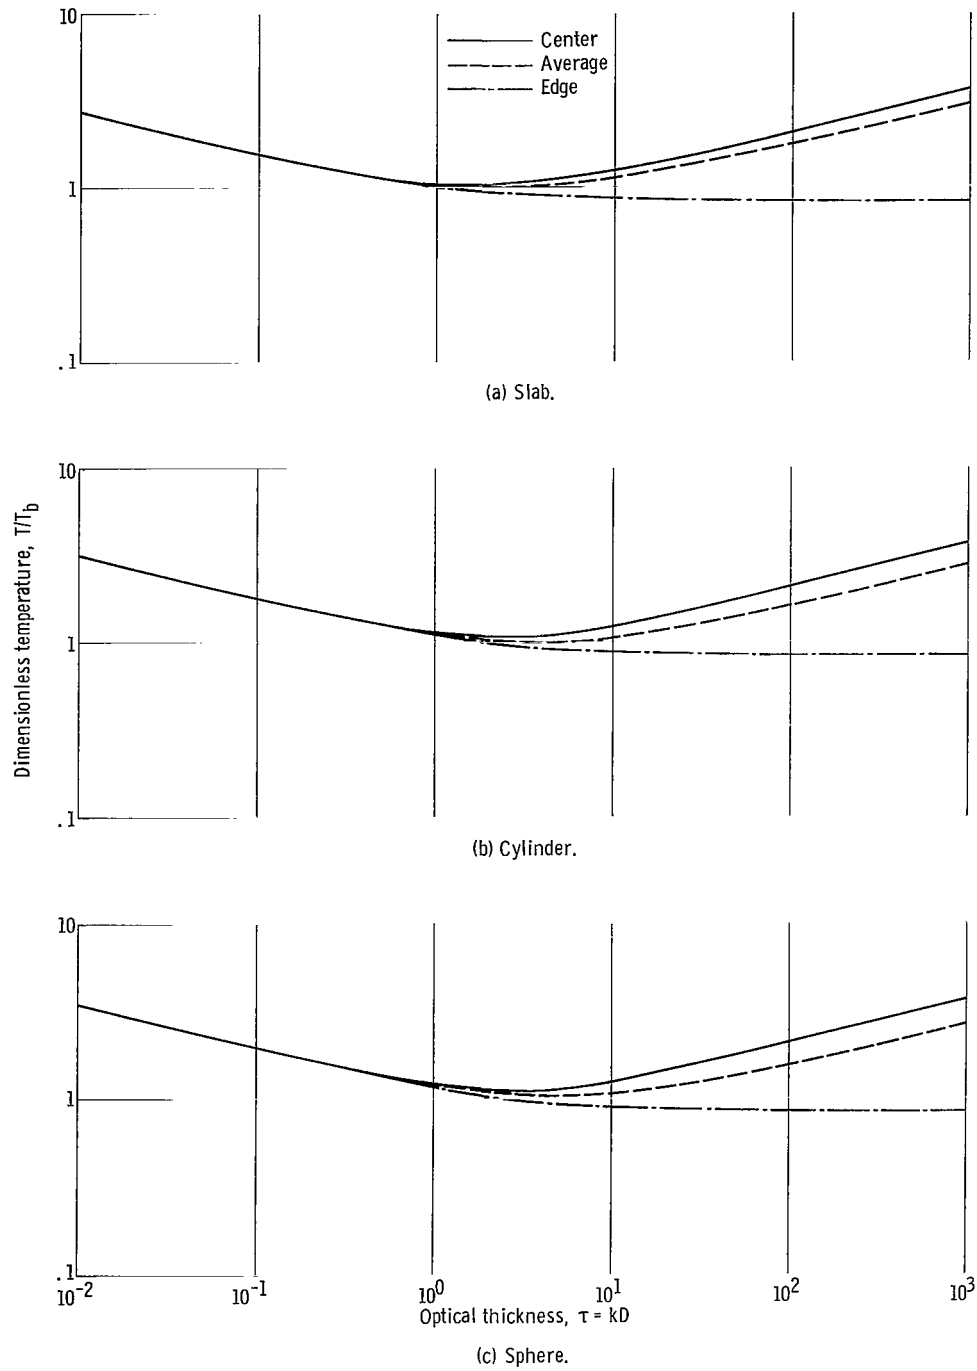 10
Center
Average
Edge
1
.1
(a) Slab.
Dimensionless temperature, T/T_b
10
1
.1
(b) Cylinder.
10
1
.1
10^-2 10^-1 10^0 10^1 10^2 10^3
Optical thickness, τ = kD
(c) Sphere.